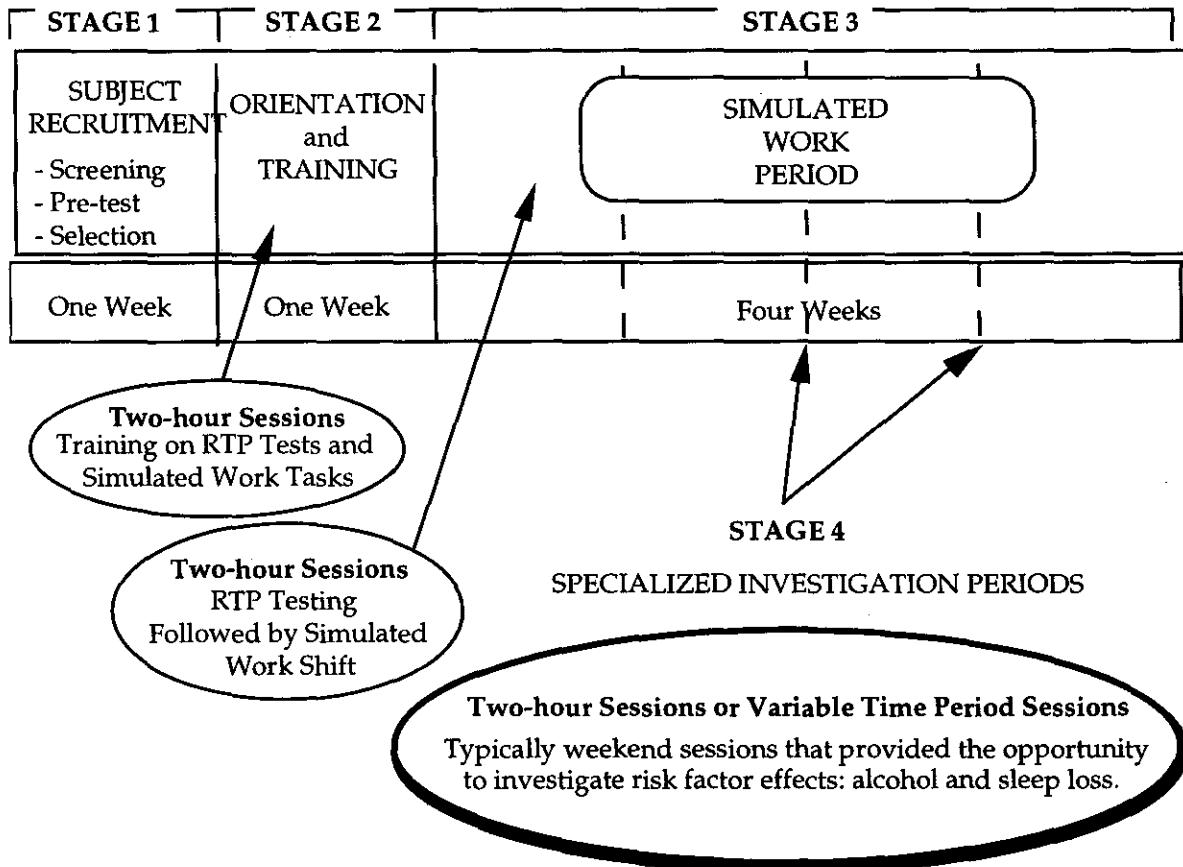 STAGE 1 STAGE 2 STAGE 3
SUBJECT
RECRUITMENT
- Screening
- Pre-test
- Selection
ORIENTATION
and
TRAINING
SIMULATED
WORK
PERIOD
One Week One Week Four Weeks
Two-hour Sessions
Training on RTP Tests and
Simulated Work Tasks
Two-hour Sessions
RTP Testing
Followed by Simulated
Work Shift
STAGE 4
SPECIALIZED INVESTIGATION PERIODS
Two-hour Sessions or Variable Time Period Sessions
Typically weekend sessions that provided the opportunity
to investigate risk factor effects: alcohol and sleep loss.